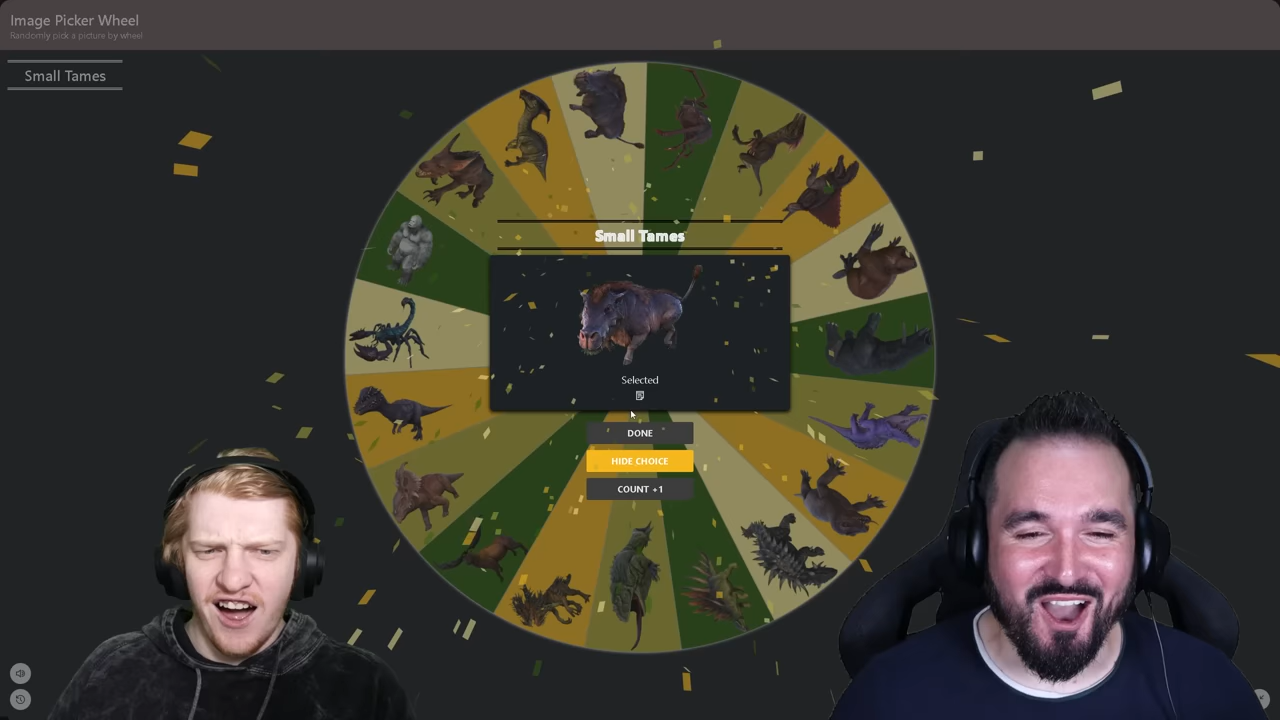 Image Picker Wheel
Randomly pick a picture by wheel
Small Tames
Small Tames
Selected
DONE
HIDE CHOICE
COUNT +1